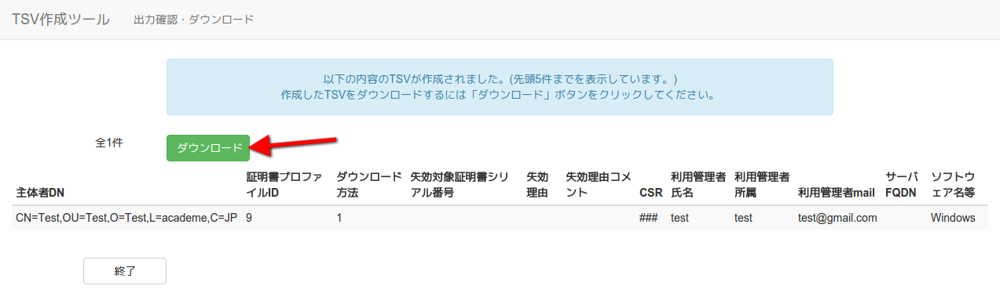 TSV作成ツール 出力確認・ダウンロード
以下の内容のTSVが作成されました。(先頭5件までを表示しています。)
作成したTSVをダウンロードするには「ダウンロード」ボタンをクリックしてください。
全1件 ダウンロード
主体者DN 証明書プロファイルID ダウンロード方法 失効対象証明書シリアル番号 失効理由 失効理由コメント CSR 利用管理者氏名 利用管理者所属 利用管理者mail サーバFQDN ソフトウェア名等
CN=Test,OU=Test,O=Test,L=academe,C=JP 9 1 ### test test test@gmail.com Windows
終了